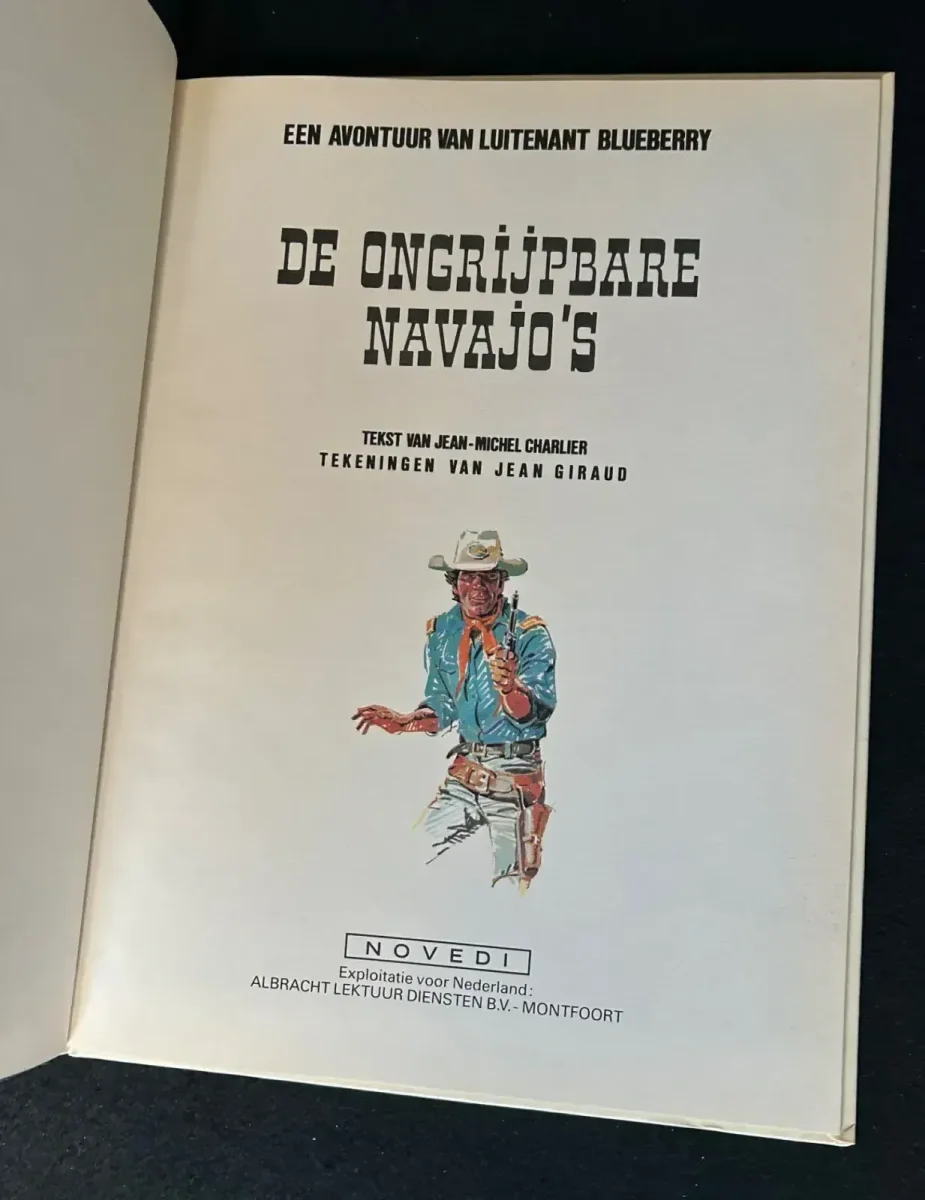 EEN AVONTUUR VAN LUITENANT BLUEBERRY
DE ONGRIJPBARE
NAVAJO'S
TEKST VAN JEAN-MICHEL CHARLIER
TEKENINGEN VAN JEAN GIRAUD
NOVEDI
Exploitatie voor Nederland:
ALBRACHT LEKTUUR DIENSTEN B.V. - MONTFOORT